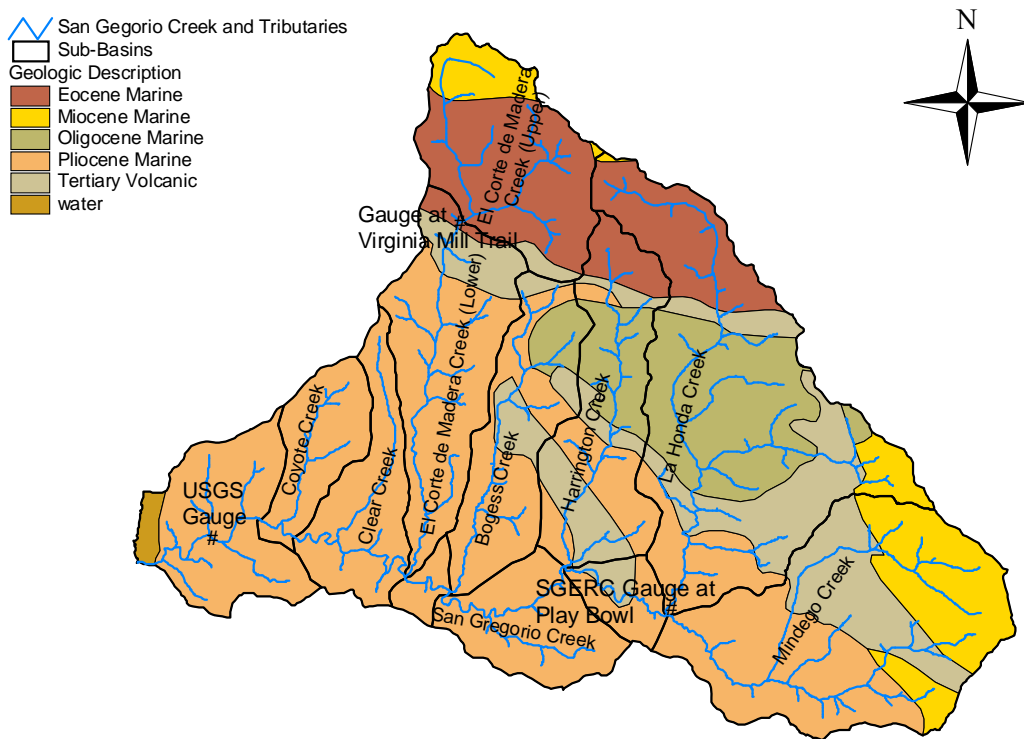 San Gegorio Creek and Tributaries
Sub-Basins
Geologic Description
Eocene Marine
Miocene Marine
Oligocene Marine
Pliocene Marine
Tertiary Volcanic
water
N
El Corte de Madera
Creek (Upper)
Gauge at #
Virginia Mill Trail
El Corte de Madera Creek (Lower)
Coyote Creek
Clear Creek
Bogess Creek
Harrington Creek
La Honda Creek
USGS
Gauge
#
SGERC Gauge at
Play Bowl #
San Gregorio Creek
Mindego Creek